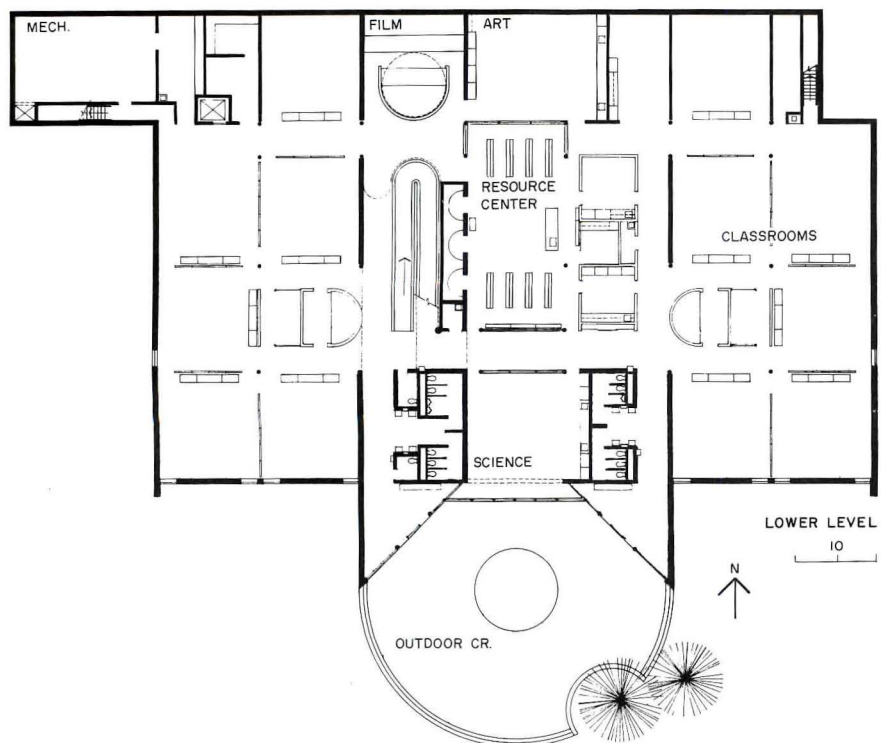 MECH.
FILM
ART
RESOURCE
CENTER
CLASSROOMS
SCIENCE
LOWER LEVEL
10
N
OUTDOOR CR.